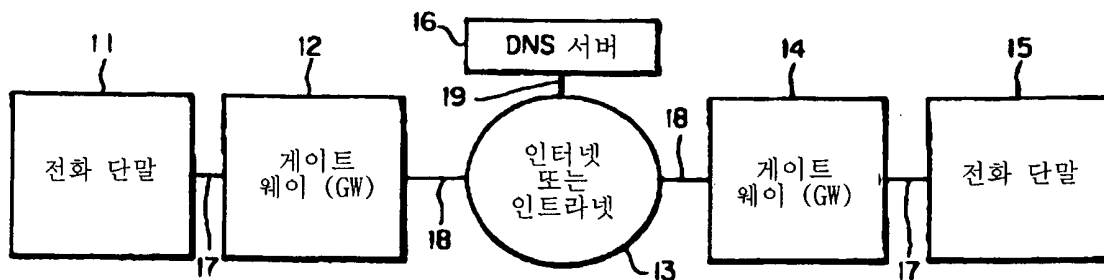 11
12
16
DNS 서버
19
14
15
전화 단말
17
게이트
웨이 (GW)
18
인터넷
또는
인트라넷
13
18
게이트
웨이 (GW)
17
전화 단말